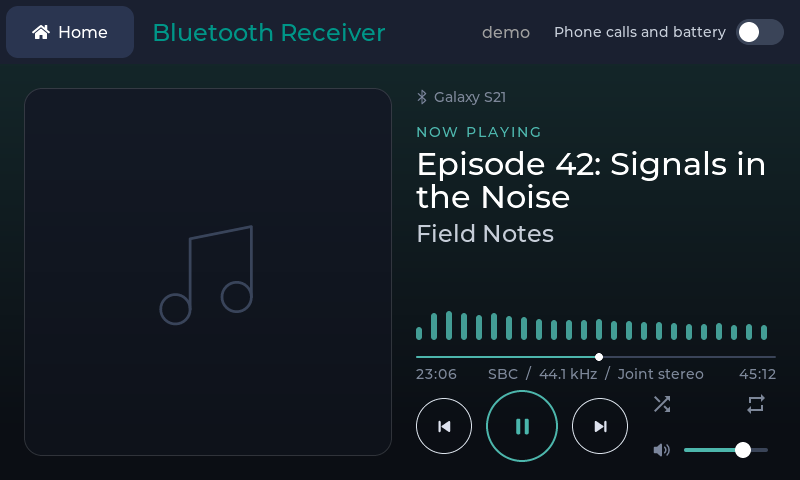 Home
Bluetooth Receiver
demo
Phone calls and battery
Galaxy S21
NOW PLAYING
Episode 42: Signals in
the Noise
Field Notes
23:06
SBC / 44.1 kHz / Joint stereo
45:12